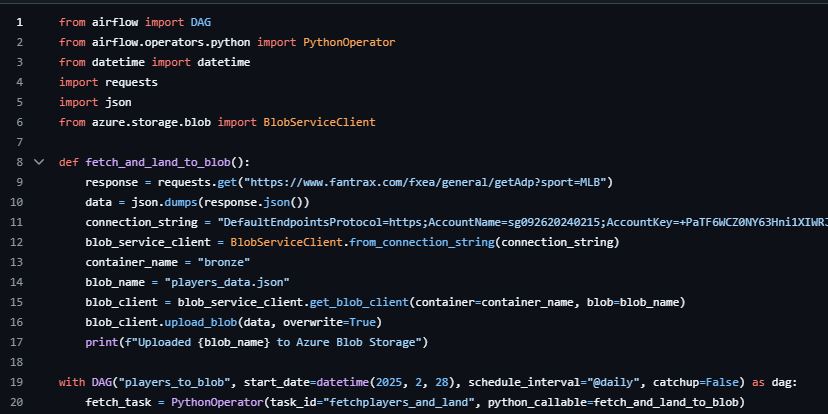 1 from airflow import DAG
2 from airflow.operators.python import PythonOperator
3 from datetime import datetime
4 import requests
5 import json
6 from azure.storage.blob import BlobServiceClient
7
8 def fetch_and_land_to_blob():
9     response = requests.get("https://www.fantrax.com/fxea/general/getAdp?sport=MLB")
10     data = json.dumps(response.json())
11     connection_string = "DefaultEndpointsProtocol=https;AccountName=sg092620240215;AccountKey=+PaTF6WCZ0NY63Hni1XIWR
12     blob_service_client = BlobServiceClient.from_connection_string(connection_string)
13     container_name = "bronze"
14     blob_name = "players_data.json"
15     blob_client = blob_service_client.get_blob_client(container=container_name, blob=blob_name)
16     blob_client.upload_blob(data, overwrite=True)
17     print(f"Uploaded {blob_name} to Azure Blob Storage")
18
19 with DAG("players_to_blob", start_date=datetime(2025, 2, 28), schedule_interval="@daily", catchup=False) as dag:
20     fetch_task = PythonOperator(task_id="fetchplayers_and_land", python_callable=fetch_and_land_to_blob)